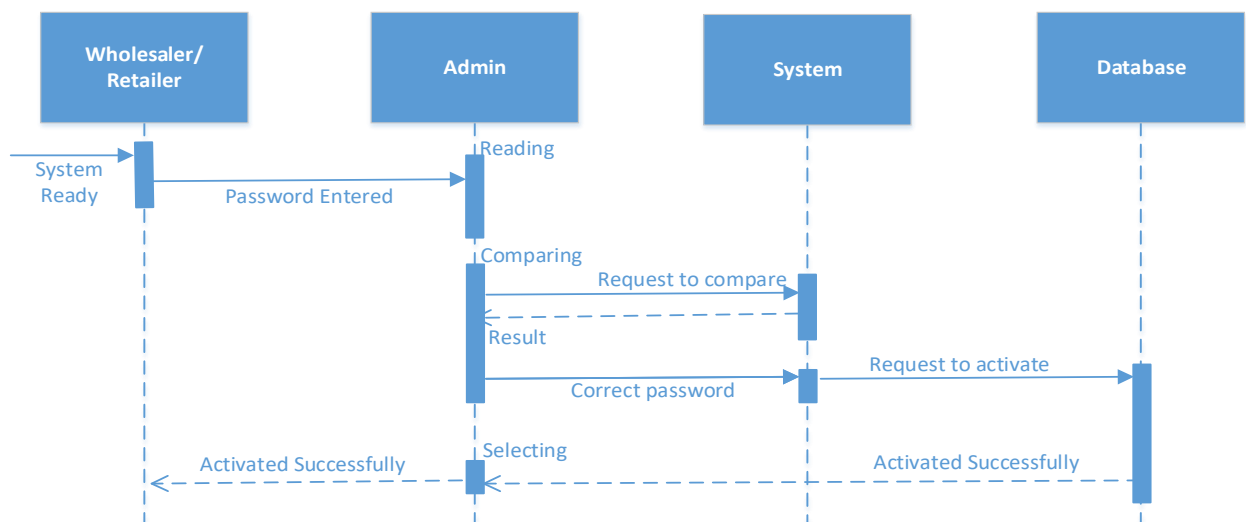 Wholesaler/
Retailer
Admin
System
Database
Reading
System
Ready
Password Entered
Comparing
Request to compare
Result
Request to activate
Correct password
Selecting
Activated Successfully
Activated Successfully